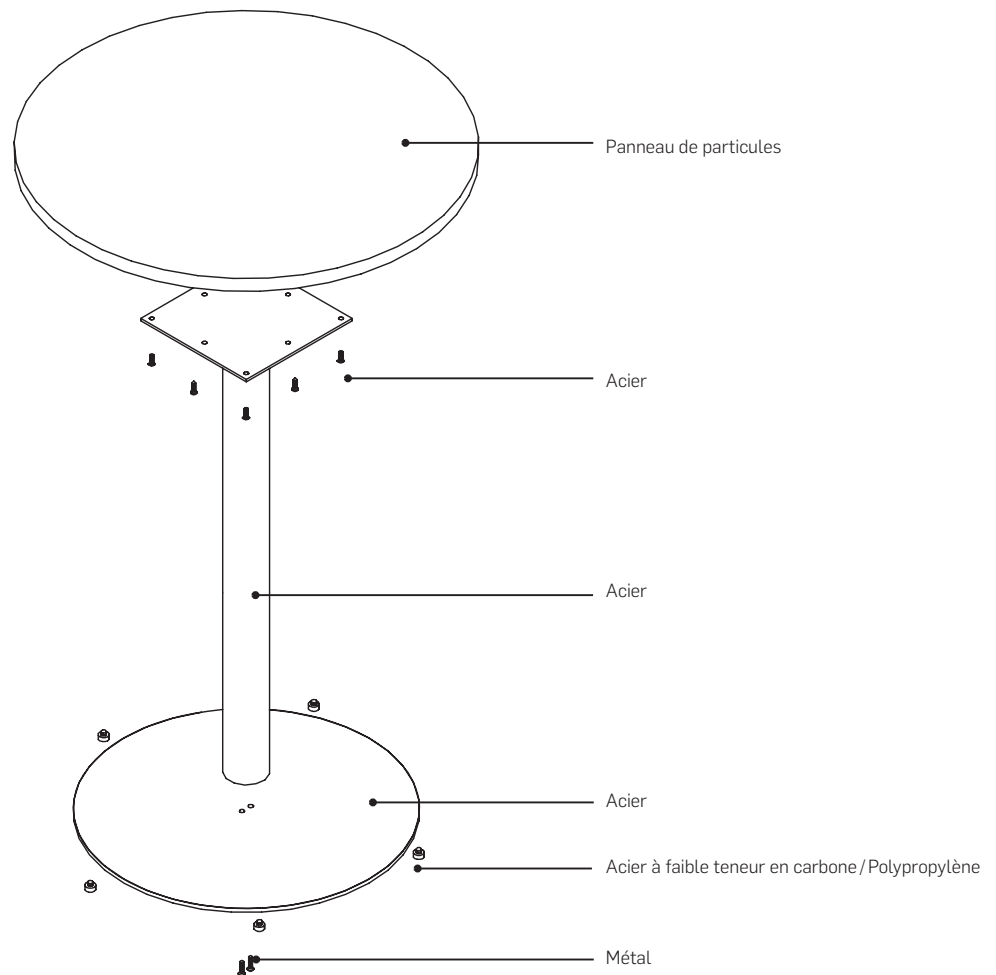 Panneau de particules
Acier
Acier
Acier
Acier à faible teneur en carbone / Polypropylène
Métal